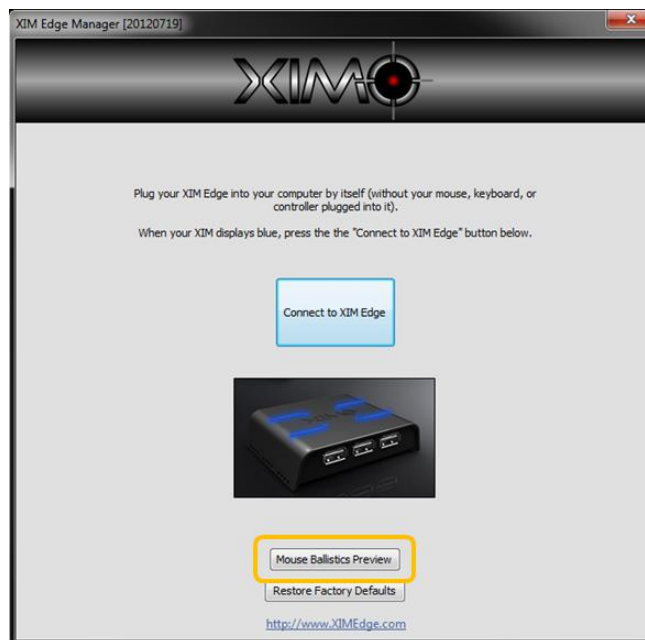 XIM Edge Manager [20120719]
XIM
Plug your XIM Edge into your computer by itself (without your mouse, keyboard, or
controller plugged into it).
When your XIM displays blue, press the the "Connect to XIM Edge" button below.
Connect to XIM Edge
XIM
Mouse Ballistics Preview
Restore Factory Defaults
http://www.XIMEdge.com